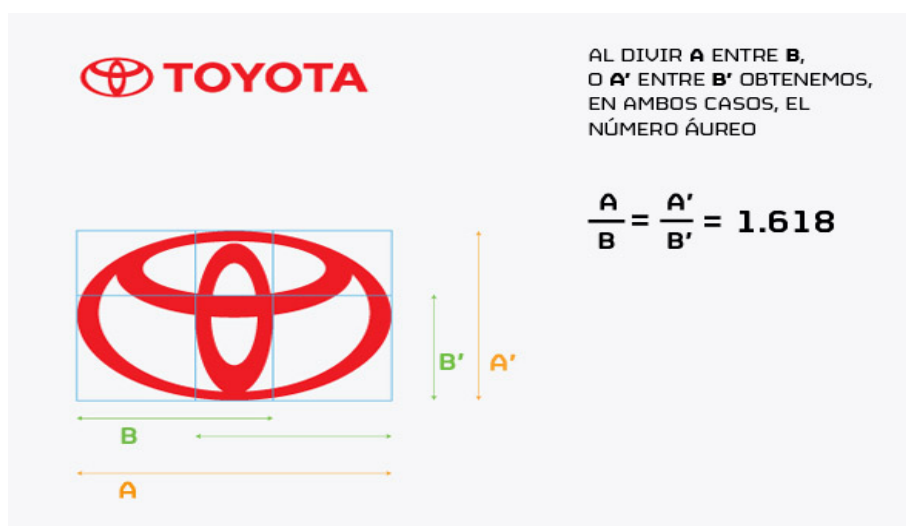 TOYOTA
AL DIVIR A ENTRE B,
O A' ENTRE B' OBTENEMOS,
EN AMBOS CASOS, EL
NÚMERO ÁUREO
A/B = A'/B' = 1.618
B'
A'
B
A